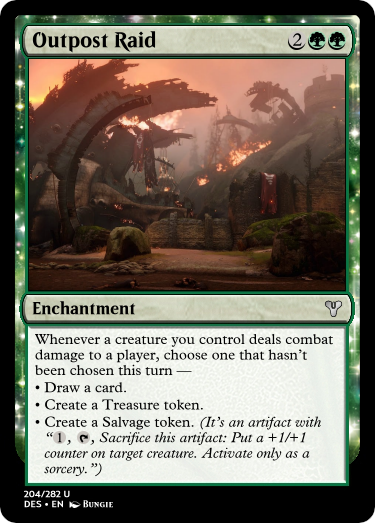 Outpost Raid 2
Enchantment
Whenever a creature you control deals combat
damage to a player, choose one that hasn't
been chosen this turn —
• Draw a card.
• Create a Treasure token.
• Create a Salvage token. (It's an artifact with
“1, , Sacrifice this artifact: Put a +1/+1
counter on target creature. Activate only as a
sorcery.”)
204/282 U
DES • EN Bungie